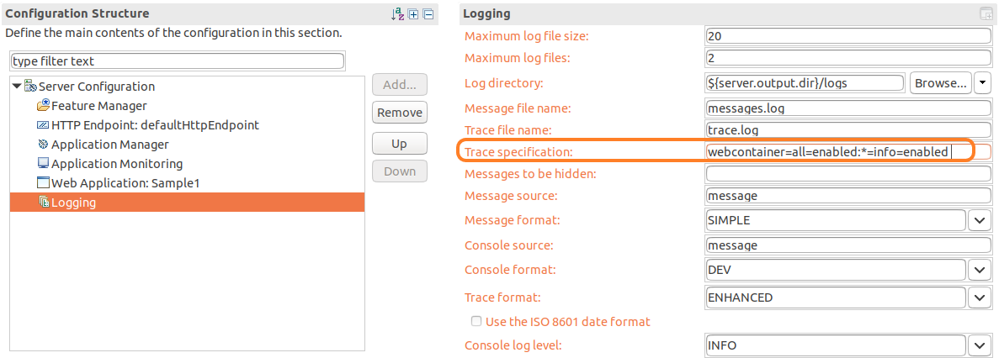 Configuration Structure
Define the main contents of the configuration in this section.
type filter text
Server Configuration
Feature Manager
HTTP Endpoint: defaultHttpEndpoint
Application Manager
Application Monitoring
Web Application: Sample1
Logging
Add...
Remove
Up
Down
Logging
Maximum log file size: 20
Maximum log files: 2
Log directory: ${server.output.dir}/logs Browse...
Message file name: messages.log
Trace file name: trace.log
Trace specification: webcontainer=all=enabled:*=info=enabled
Messages to be hidden:
Message source: message
Message format: SIMPLE
Console source: message
Console format: DEV
Trace format: ENHANCED
Use the ISO 8601 date format
Console log level: INFO